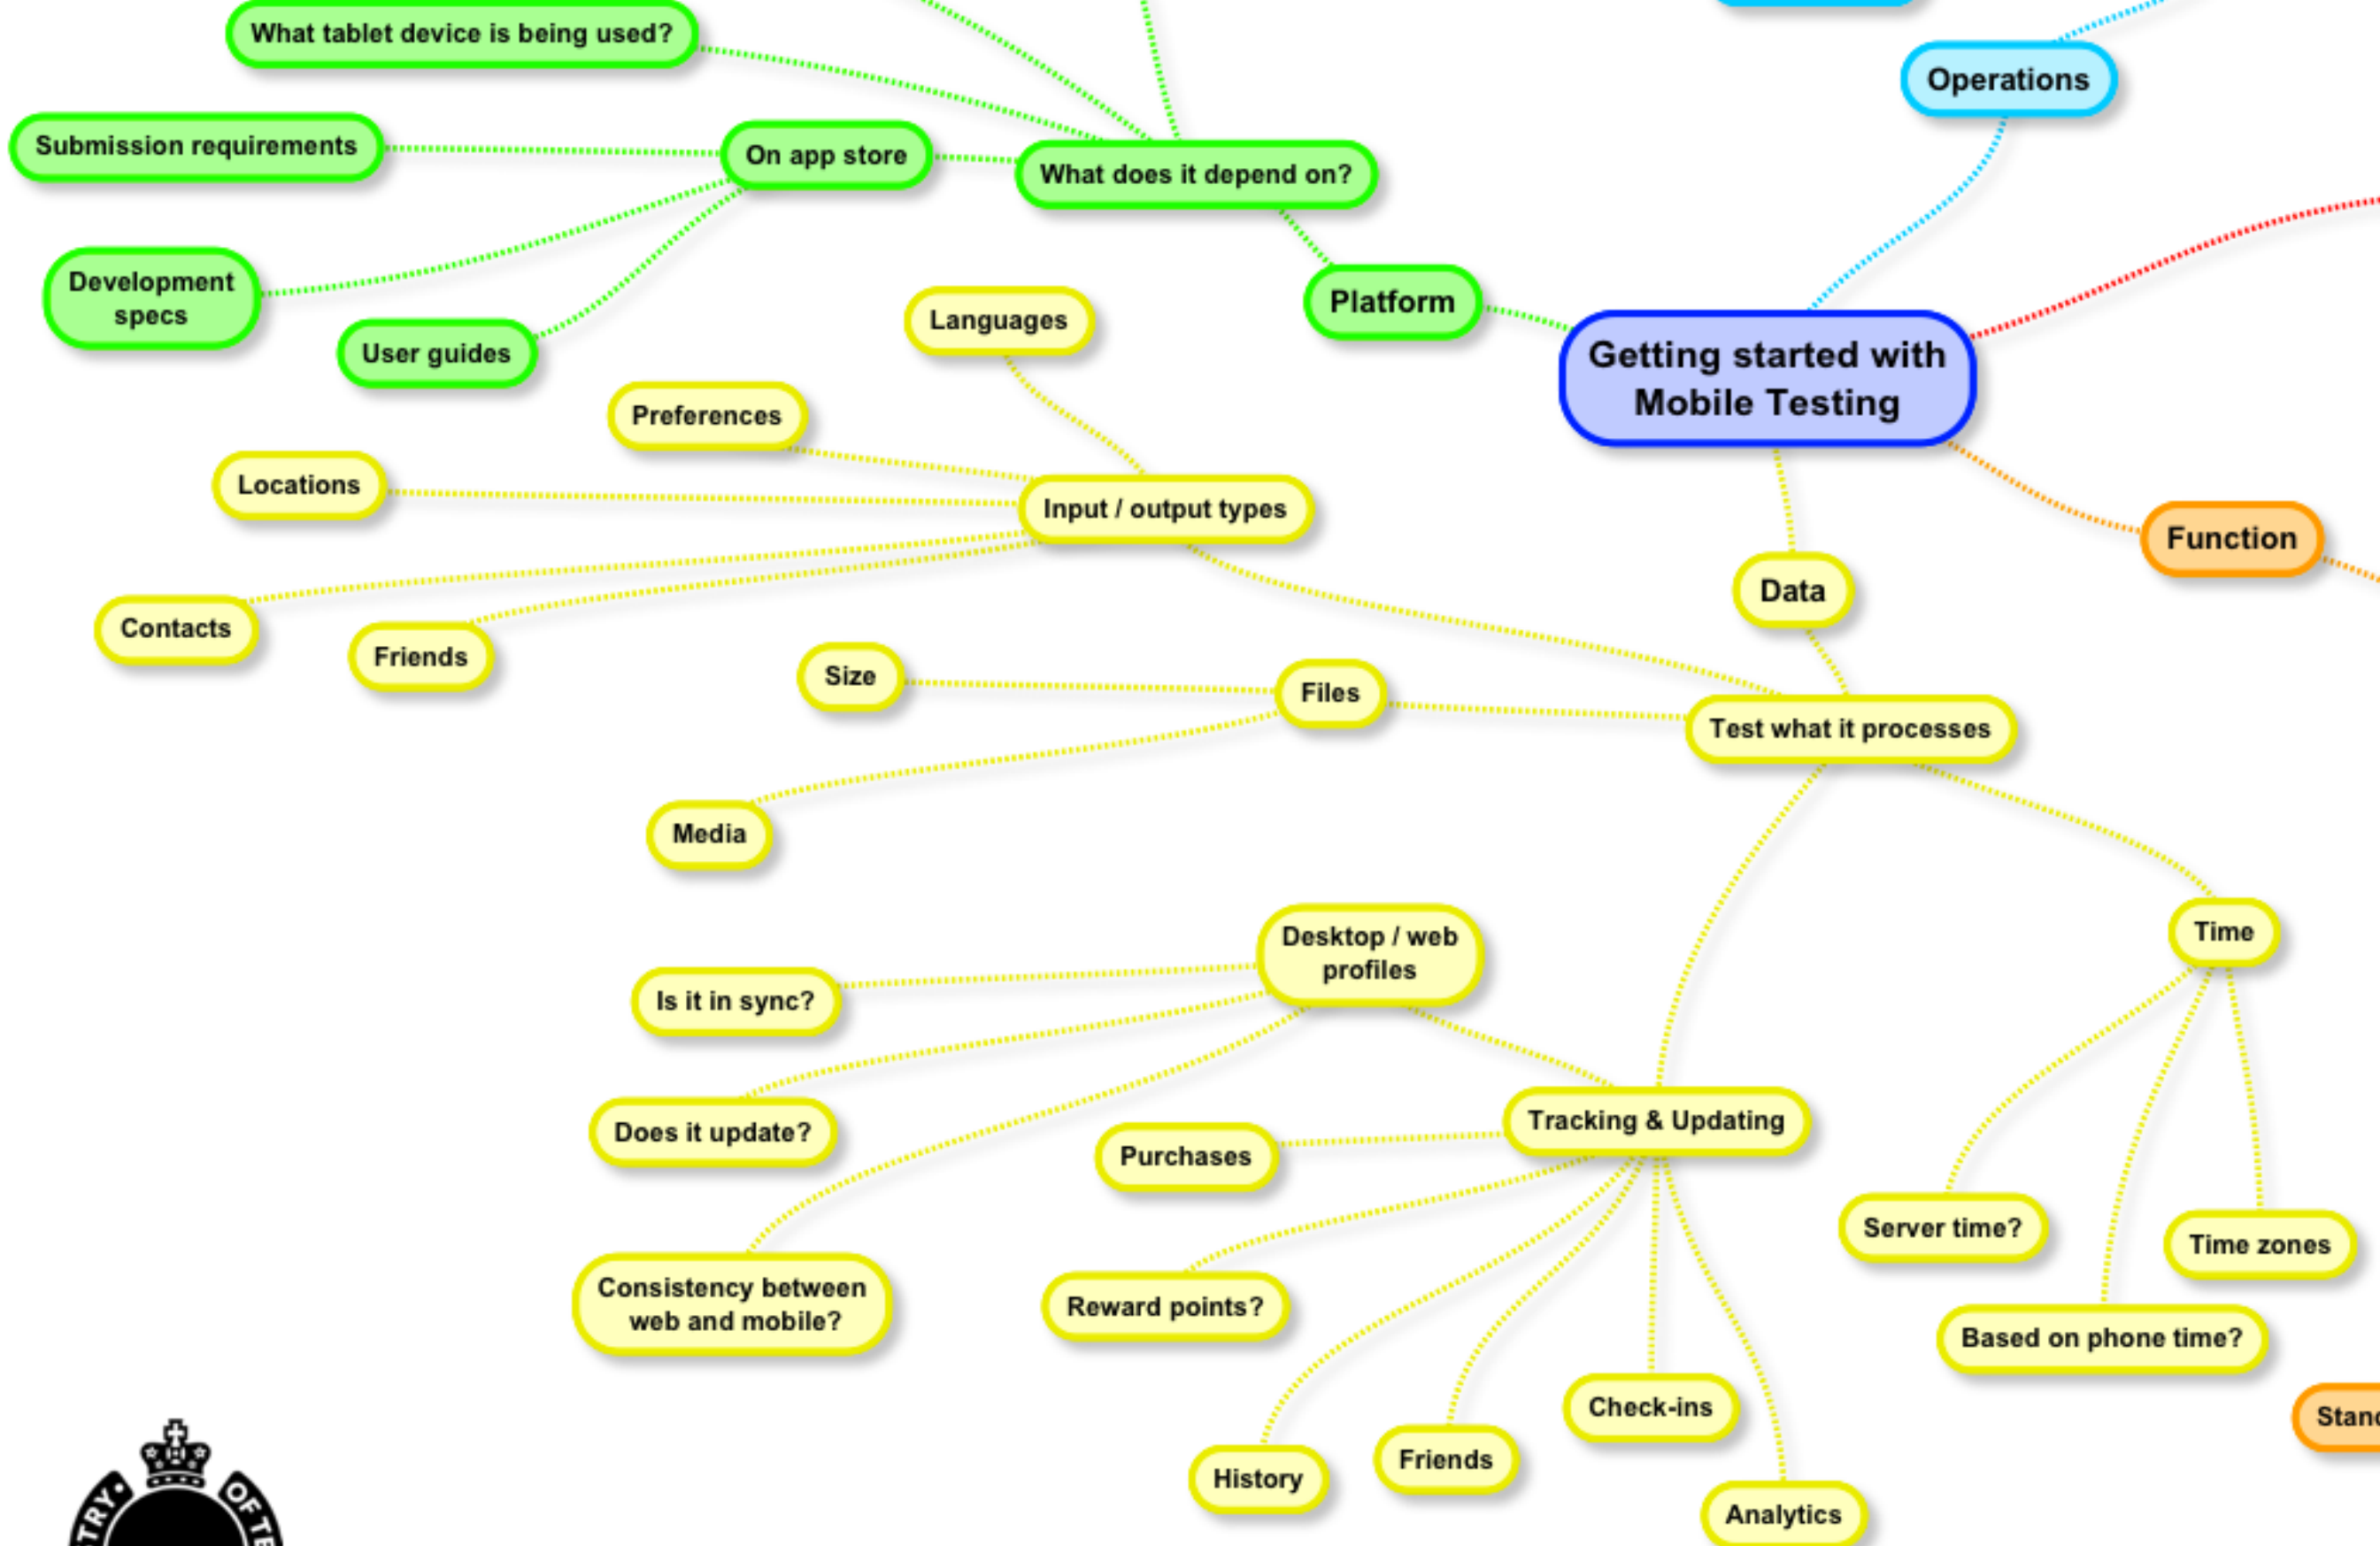 What tablet device is being used?
Operations
Submission requirements
On app store
What does it depend on?
Development
specs
User guides
Platform
Languages
Getting started with
Mobile Testing
Preferences
Locations
Input / output types
Function
Data
Contacts
Friends
Size
Files
Test what it processes
Media
Desktop / web
profiles
Time
Is it in sync?
Does it update?
Tracking & Updating
Purchases
Server time?
Time zones
Consistency between
web and mobile?
Reward points?
Based on phone time?
Check-ins
Friends
History
Analytics